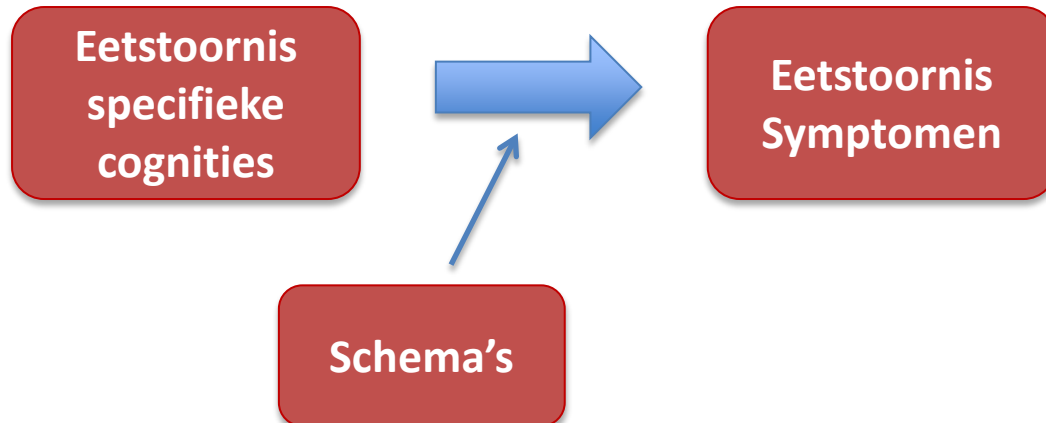 Eetstoornis
specifieke
cognities
Eetstoornis
Symptomen
Schema’s